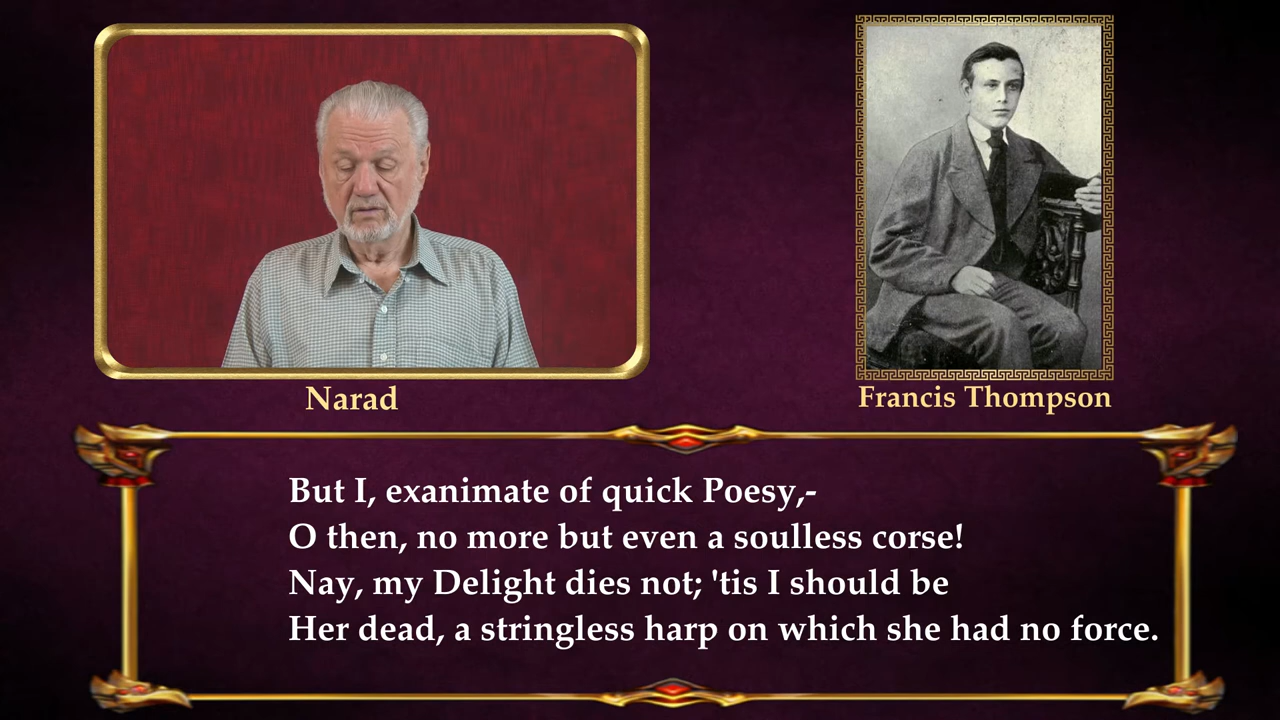 Narad
Francis Thompson
But I, exanimate of quick Poesy,-
O then, no more but even a soulless corse!
Nay, my Delight dies not; 'tis I should be
Her dead, a stringless harp on which she had no force.